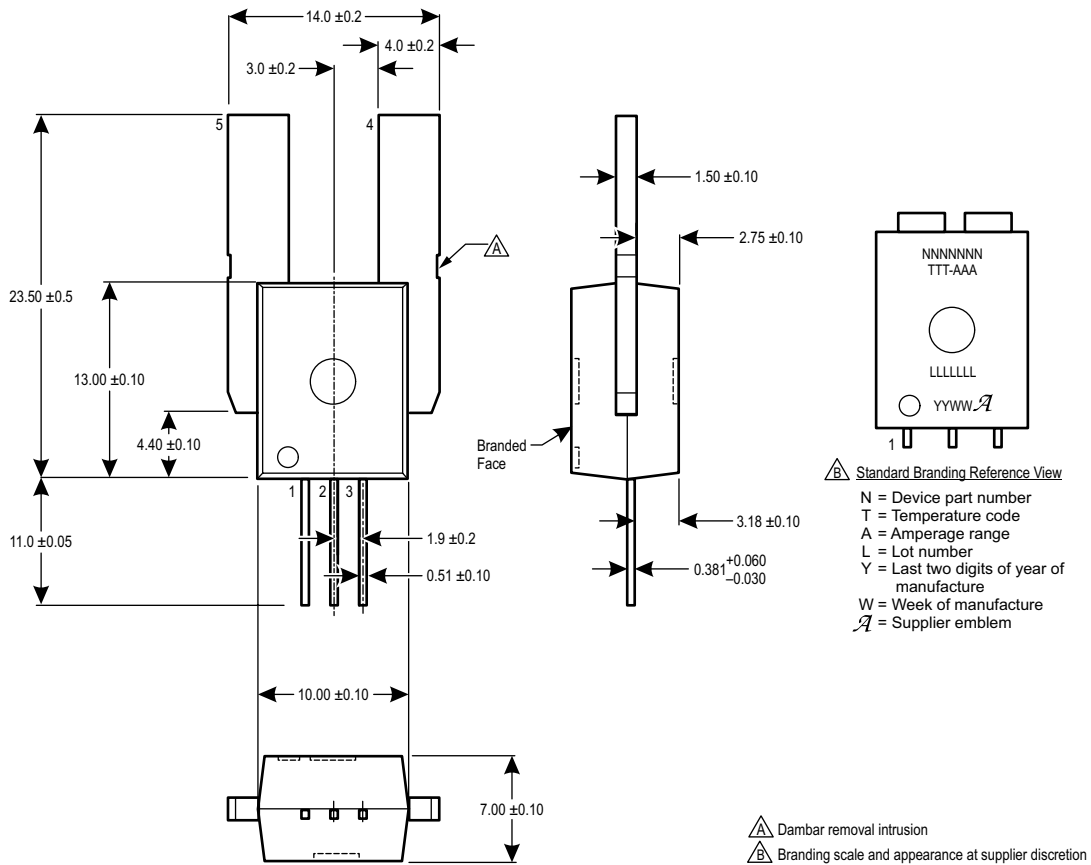 14.0 ±0.2
4.0 ±0.2
3.0 ±0.2
5
4
A
23.50 ±0.5
13.00 ±0.10
4.40 ±0.10
1
2
3
11.0 ±0.05
1.9 ±0.2
0.51 ±0.10
10.00 ±0.10
7.00 ±0.10
1.50 ±0.10
2.75 ±0.10
Branded
Face
3.18 ±0.10
0.381 +0.060
–0.030
NNNNNNN
TTT-AAA
LLLLLLL
YYWW A
1
B Standard Branding Reference View
N = Device part number
T = Temperature code
A = Amperage range
L = Lot number
Y = Last two digits of year of
manufacture
W = Week of manufacture
A = Supplier emblem
A Dambar removal intrusion
B Branding scale and appearance at supplier discretion